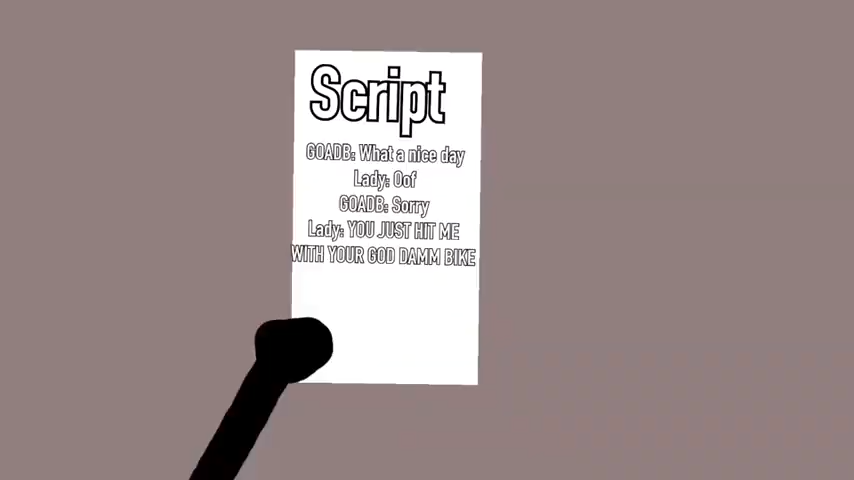 Script
GOADB: What a nice day
Lady: Oof
GOADB: Sorry
Lady: YOU JUST HIT ME
WITH YOUR GOD DAMM BIKE